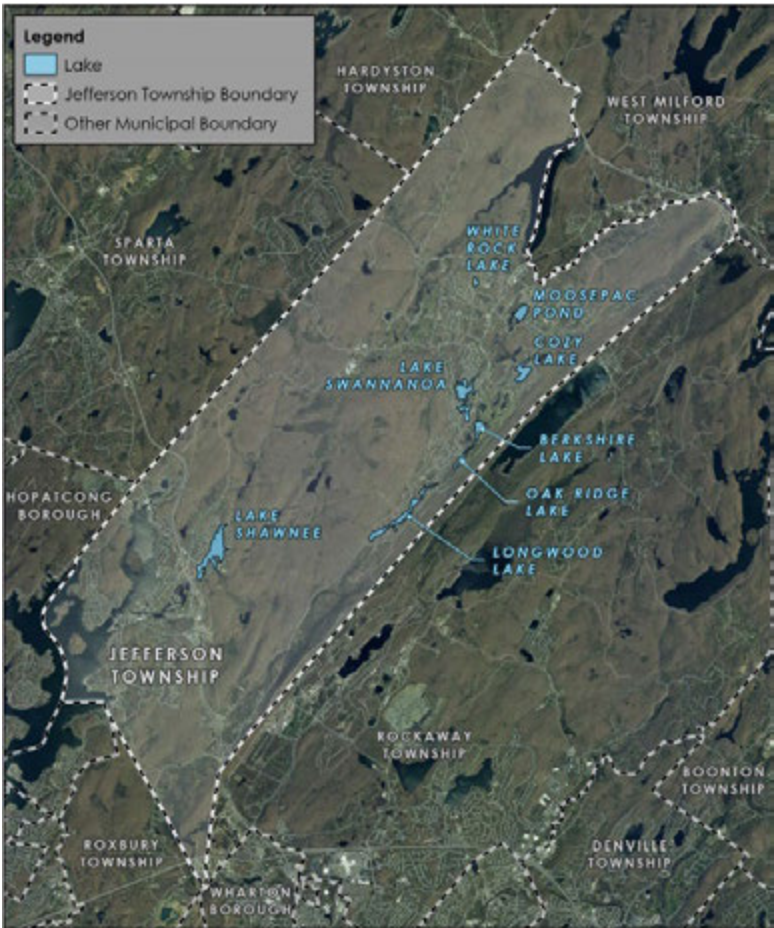 Legend
Lake
Jefferson Township Boundary
Other Municipal Boundary
HARDYSTON
TOWNSHIP
WEST MILFORD
TOWNSHIP
SPARTA
TOWNSHIP
WHITE
ROCK
LAKE
MOOSEPAC
POND
COZY
LAKE
LAKE
SWANNANOA
BERKSHIRE
LAKE
HOPATCONG
BOROUGH
OAK RIDGE
LAKE
LAKE
SHAWNEE
LONGWOOD
LAKE
JEFFERSON
TOWNSHIP
ROCKAWAY
TOWNSHIP
BOONTON
TOWNSHIP
ROXBURY
TOWNSHIP
DENVILLE
TOWNSHIP
WHARTON
BOROUGH